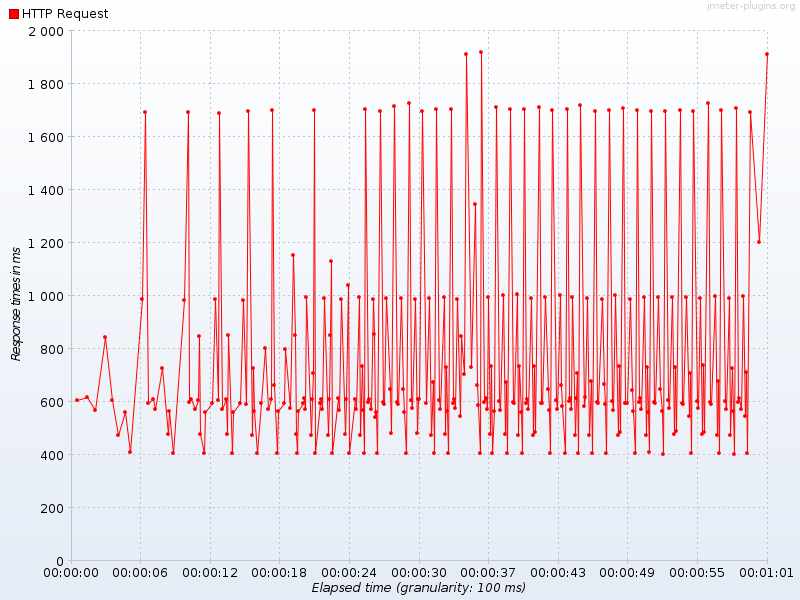 jmeter-plugins.org
HTTP Request
2 000
1 800
1 600
1 400
1 200
1 000
800
600
400
200
0
Response times in ms
00:00:00 00:00:06 00:00:12 00:00:18 00:00:24 00:00:30 00:00:37 00:00:43 00:00:49 00:00:55 00:01:01
Elapsed time (granularity: 100 ms)